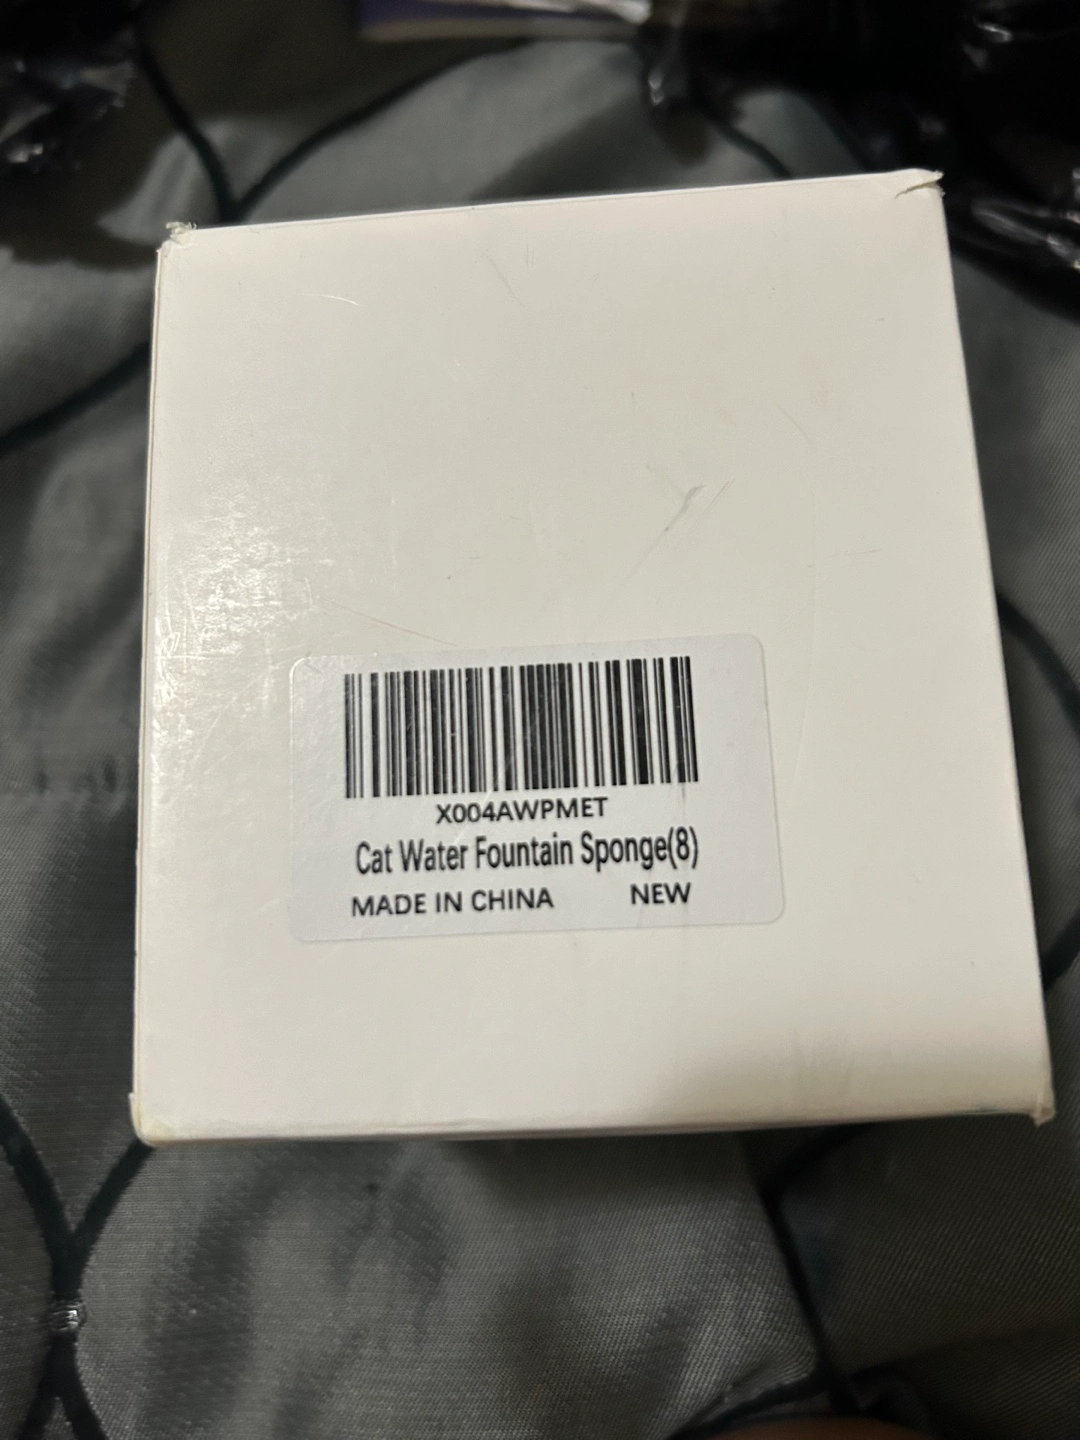 X004AWPMET
Cat Water Fountain Sponge(8)
MADE IN CHINA NEW